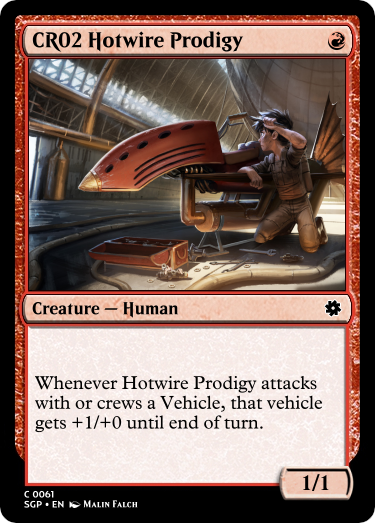 CR02 Hotwire Prodigy
Creature — Human
Whenever Hotwire Prodigy attacks
with or crews a Vehicle, that vehicle
gets +1/+0 until end of turn.
1/1
C 0061
SGP • EN Malin Falch